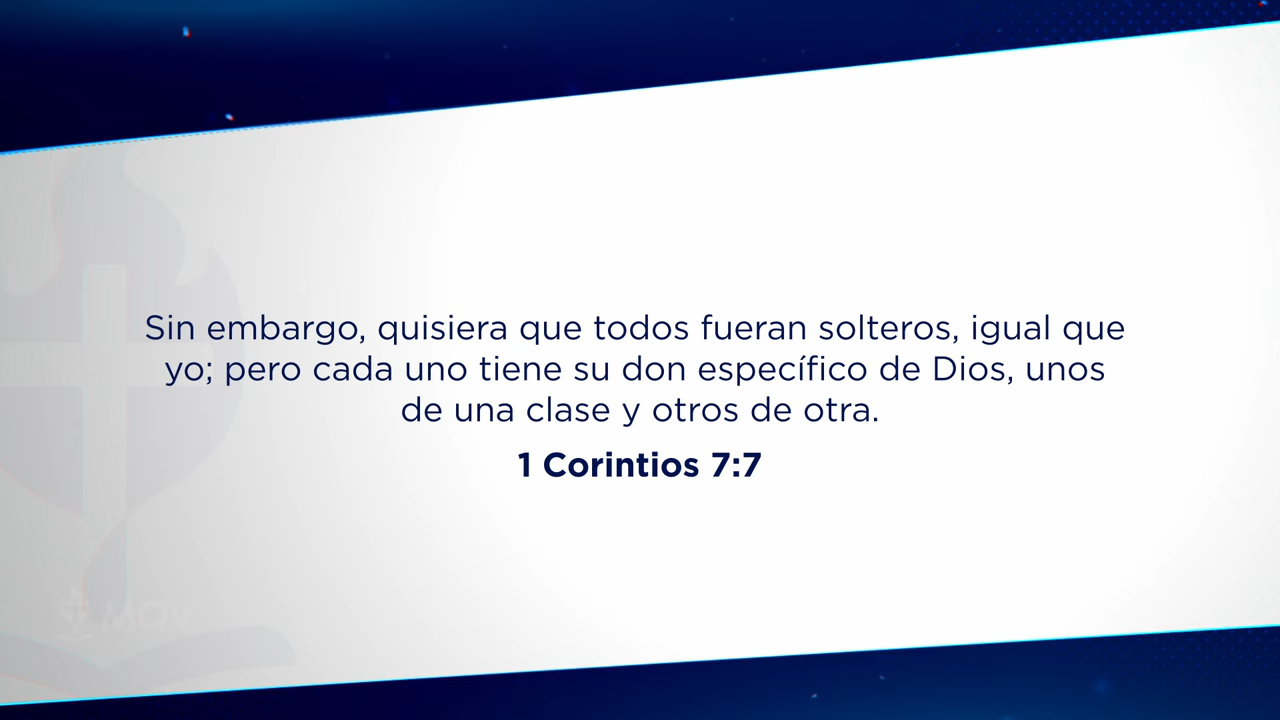 Sin embargo, quisiera que todos fueran solteros, igual que
yo; pero cada uno tiene su don específico de Dios, unos
de una clase y otros de otra.
1 Corintios 7:7